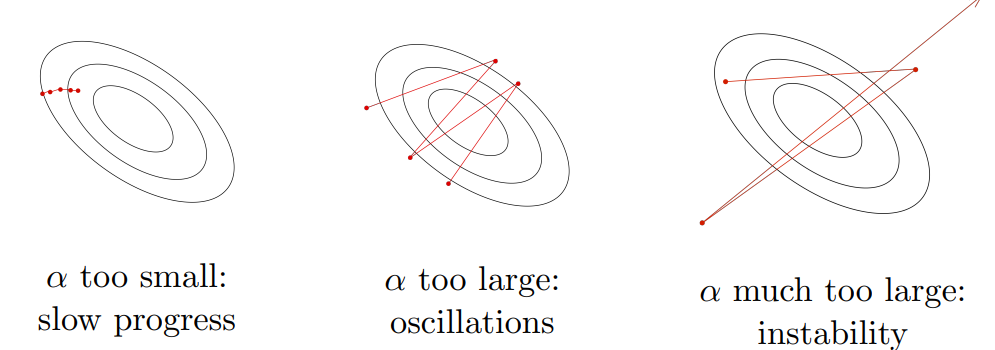 α too small:
slow progress
α too large:
oscillations
α much too large:
instability